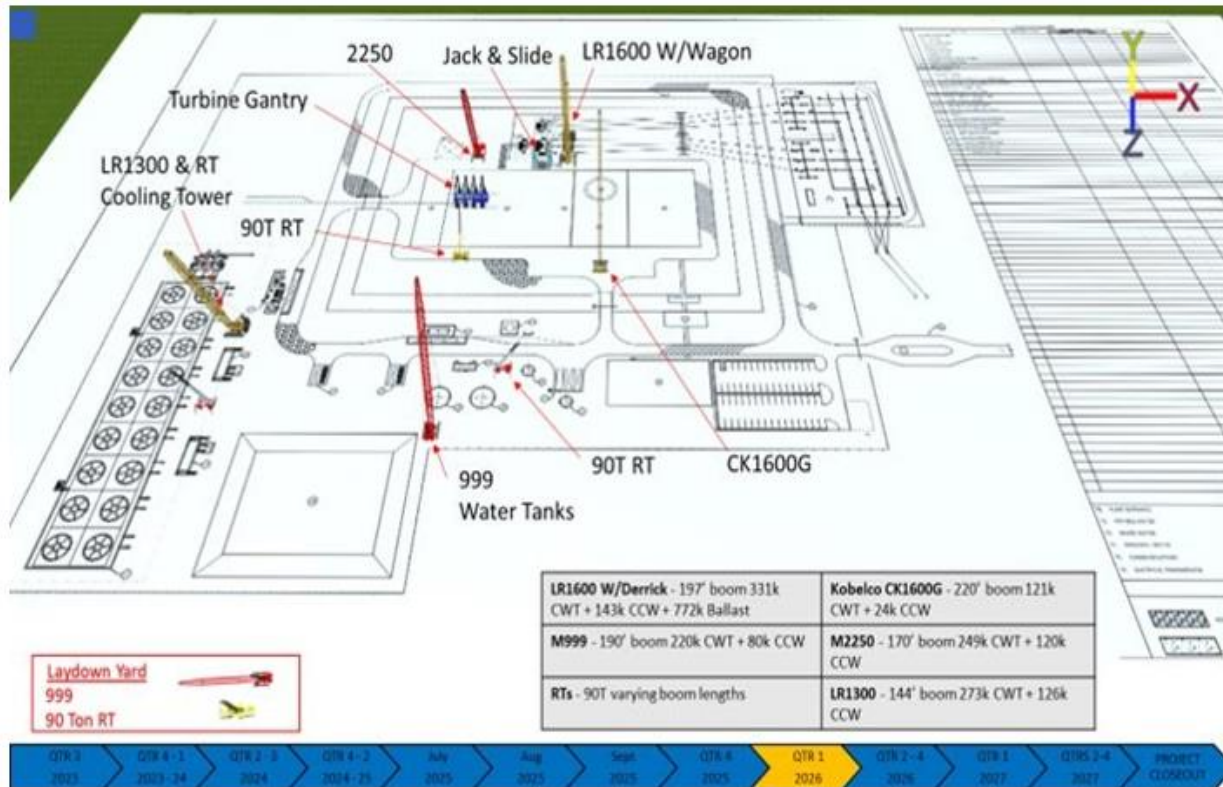 2250
Jack & Slide
LR1600 W/Wagon
Turbine Gantry
LR1300 & RT
Cooling Tower
90T RT
Y
X
Z
90T RT
CK1600G
999
Water Tanks
LR1600 W/Derrick - 197' boom 331k
CWT + 143k CCW + 772k Ballast
Kobelco CK1600G - 220' boom 121k
CWT + 24k CCW
M999 - 190' boom 220k CWT + 80k CCW
M2250 - 170' boom 249k CWT + 120k
CCW
RTs - 90T varying boom lengths
LR1300 - 144' boom 273k CWT + 126k
CCW
Laydown Yard
999
90 Ton RT
QTR 3
2023
QTR 4 - 1
2023-24
QTR 2 - 3
2024
QTR 4 - 2
2024 - 25
July
2025
Aug
2025
Sept
2025
QTR 4
2025
QTR 1
2026
QTR 2 - 4
2026
QTR 1
2027
QTRS 2-4
2027
PROJECT
CLOSEOUT